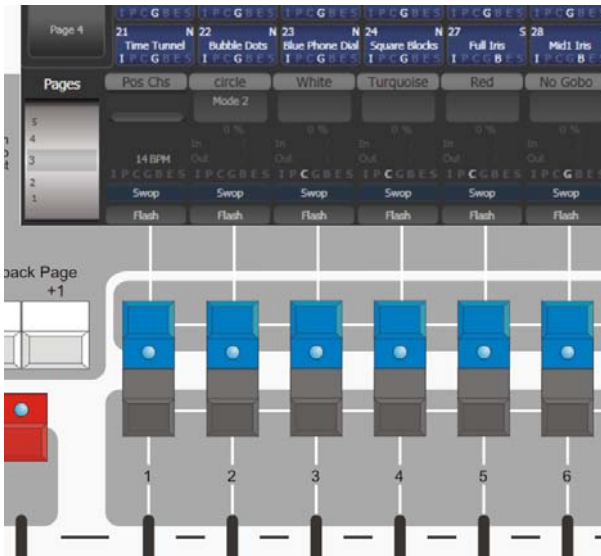 I P C G B E S I P C G B E S I P C G B E S I P C G B E S I P C G B E S I P C G B E
Page 4
21 N 22 N 23 N 24 N 27 S 28
Time Tunnel Bubble Dots Blue Phone Dial Square Blocks Full Iris Mid1 Iris
I P C G B E S I P C G B E S I P C G B E S I P C G B E S I P C G B E S I P C G B E
Pages
Pos Chs circle White Turquoise Red No Gobo
Mode 2
5
4
3
2
1
0 % 0 % 0 % 0 %
In In In In
14 BPM Out Out Out Out
I P C G B E S I P C G B E S I P C G B E S I P C G B E S I P C G B E S I P C G B E S
Swop Swop Swop Swop Swop Swop
Flash Flash Flash Flash Flash Flash
back Page
+1
1 2 3 4 5 6